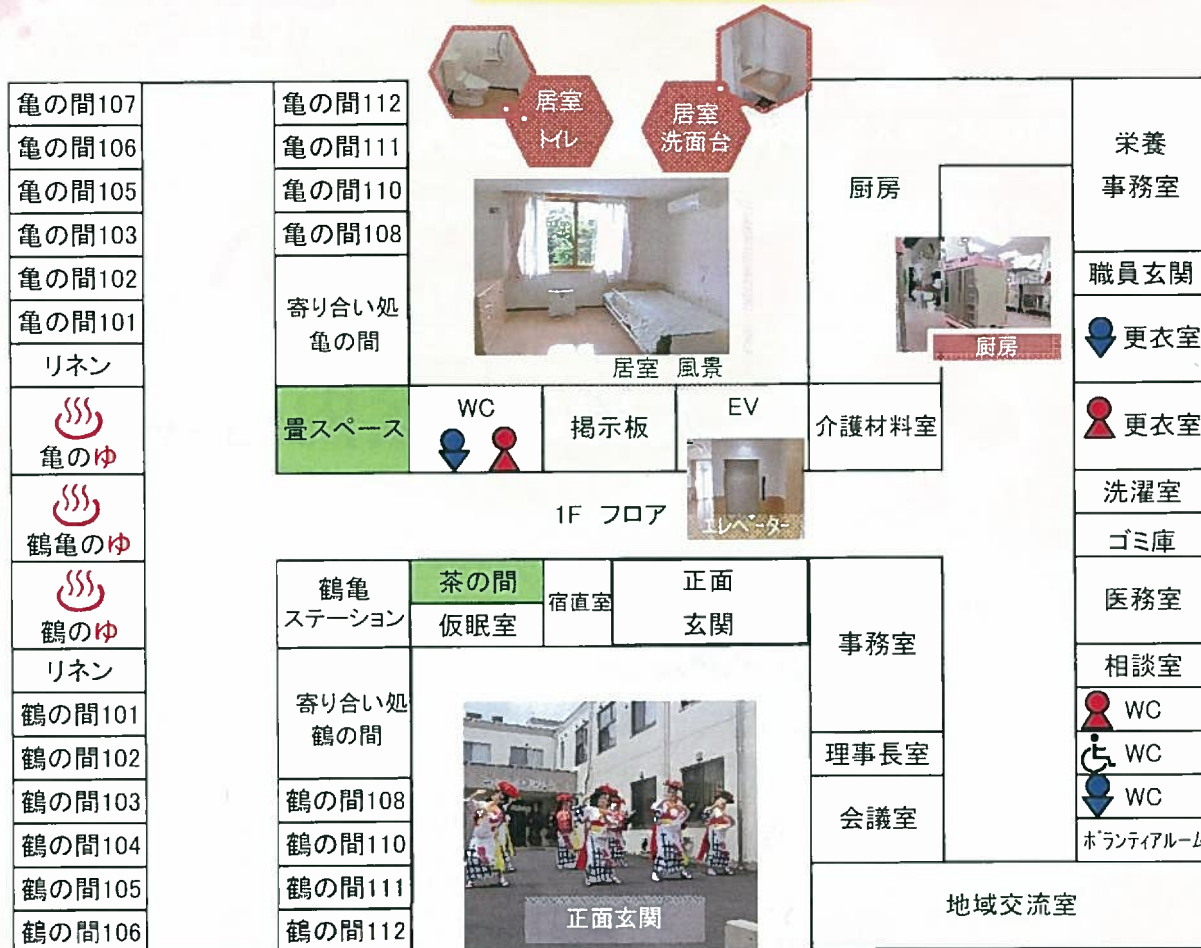 居室
トイレ
居室
洗面台
亀の間107
亀の間106
亀の間105
亀の間103
亀の間102
亀の間101
リネン
亀のゆ
鶴亀のゆ
鶴のゆ
リネン
鶴の間101
鶴の間102
鶴の間103
鶴の間104
鶴の間105
鶴の間106
亀の間112
亀の間111
亀の間110
亀の間108
寄り合い処
亀の間
畳スペース
WC
掲示板
EV
エレベーター
介護材料室
居室 風景
厨房
厨房
1F フロア
鶴亀
ステーション
茶の間
仮眠室
宿直室
正面
玄関
寄り合い処
鶴の間
鶴の間108
鶴の間110
鶴の間111
鶴の間112
正面玄関
事務室
理事長室
会議室
地域交流室
栄養
事務室
職員玄関
更衣室
更衣室
洗濯室
ゴミ庫
医務室
相談室
WC
WC
WC
ボランティアルーム